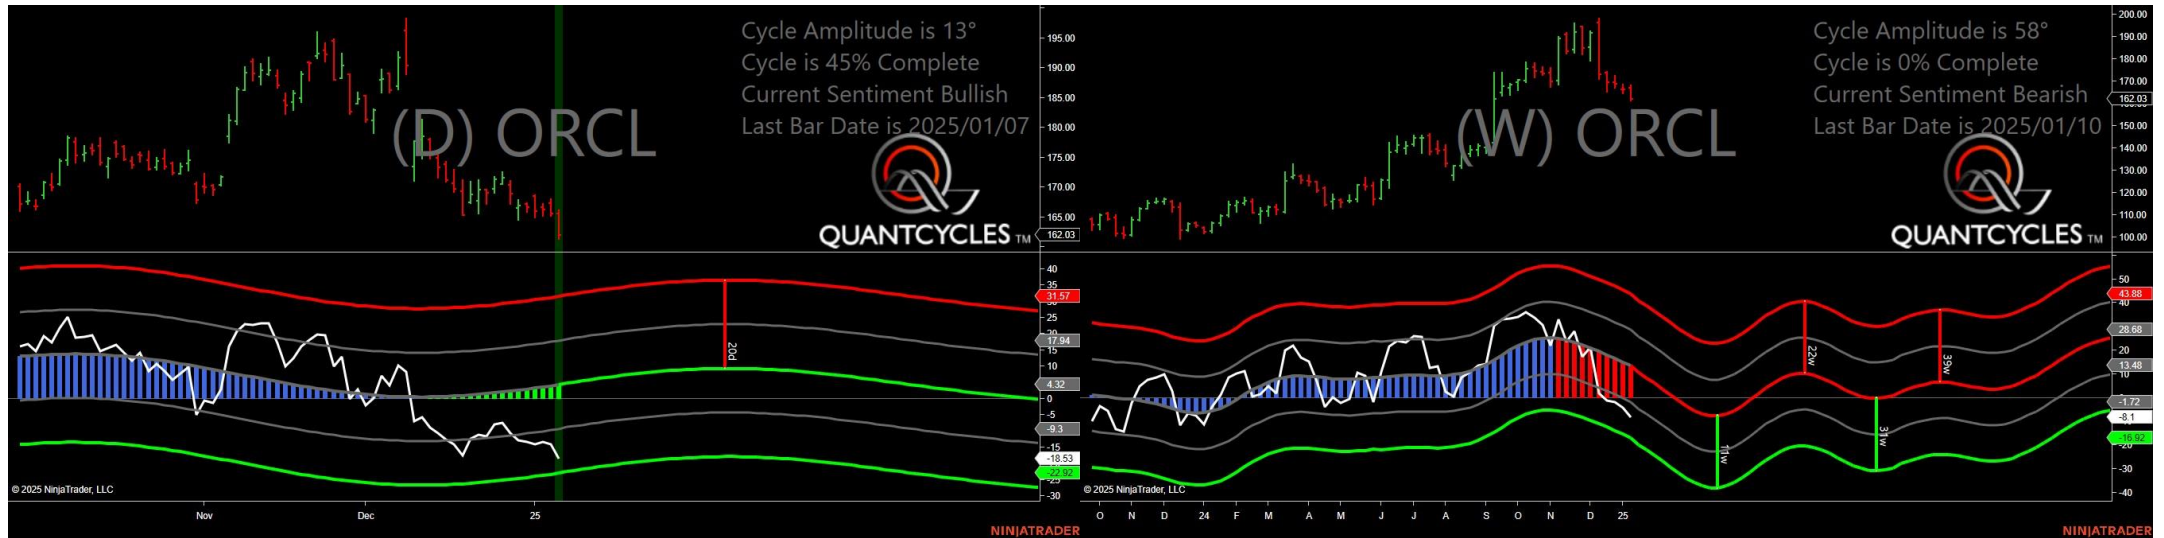 Cycle Amplitude is 13°
Cycle is 45% Complete
Current Sentiment Bullish
Last Bar Date is 2025/01/07
(D) ORCL
QUANTCYCLES TM
195.00
190.00
185.00
180.00
175.00
170.00
165.00
162.03
40
35
31.57
25
20
17.94
15
10
4.32
0
-5
-9.3
-15
-18.53
-22.92
-25
-30
20d
© 2025 NinjaTrader, LLC
Nov
Dec
25
NINJATRADER
Cycle Amplitude is 58°
Cycle is 0% Complete
Current Sentiment Bearish
Last Bar Date is 2025/01/10
(W) ORCL
QUANTCYCLES TM
200.00
190.00
180.00
170.00
162.03
150.00
140.00
130.00
120.00
110.00
100.00
50
43.88
40
28.68
20
13.48
10
-1.72
-8.1
-16.92
-30
-40
11w
22w
31w
39w
© 2025 NinjaTrader, LLC
O N D 24 F M A M J J A S O N D 25
NINJATRADER